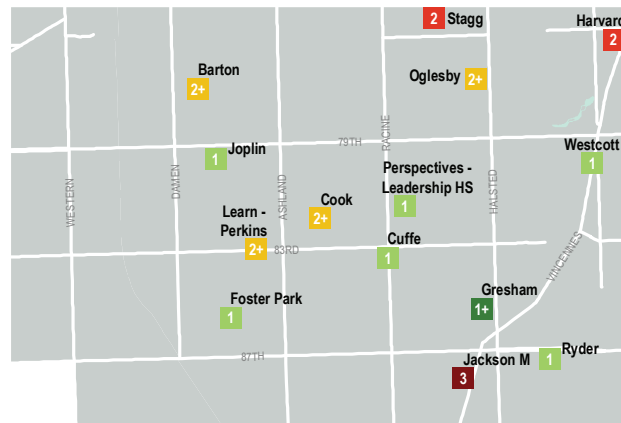 2
Stagg
Harvard
2
Barton
2+
Oglesby
2+
79TH
RACINE
Joplin
1
Westcott
1
Perspectives -
Leadership HS
1
WESTERN
DAMEN
ASHLAND
HALSTED
Cook
2+
Learn -
Perkins
2+
83RD
Cuffe
1
VINCENNES
Foster Park
1
Gresham
1+
87TH
Jackson M
3
Ryder
1